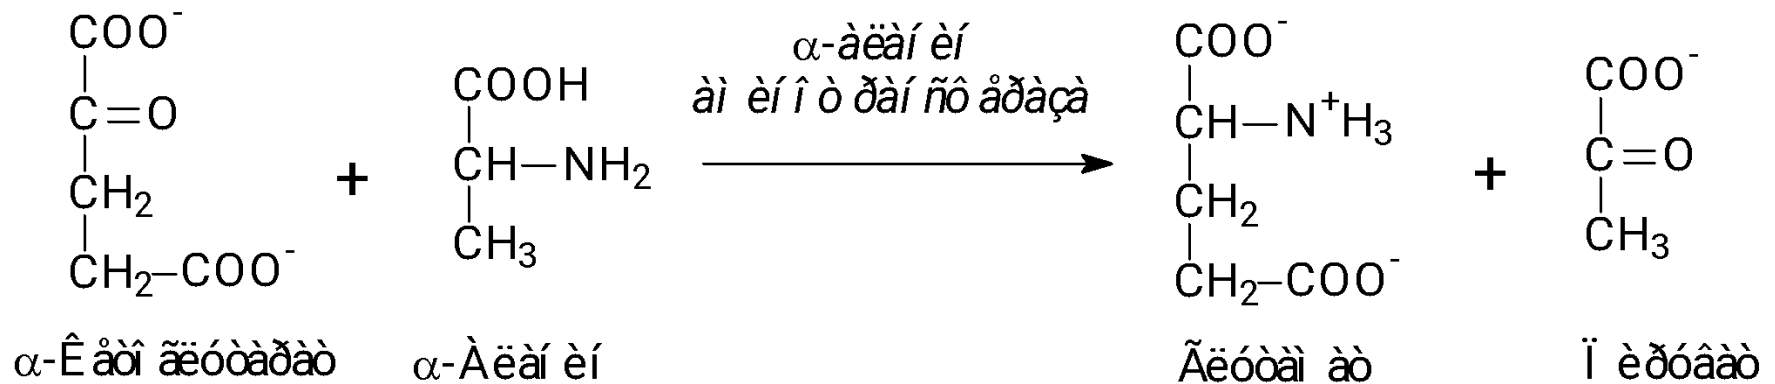 COO⁻
C=O
CH₂
CH₂–COO⁻
α-Ê åòî ãëóòàðàò
+
COOH
CH–NH₂
CH₃
α-Àëàí èí
α-àëàí èí
àì èí î ò ðàí ñô åðàçà
COO⁻
CH–N⁺H₃
CH₂
CH₂–COO⁻
Ãëóòàì àò
+
COO⁻
C=O
CH₃
Ï èðóâàò